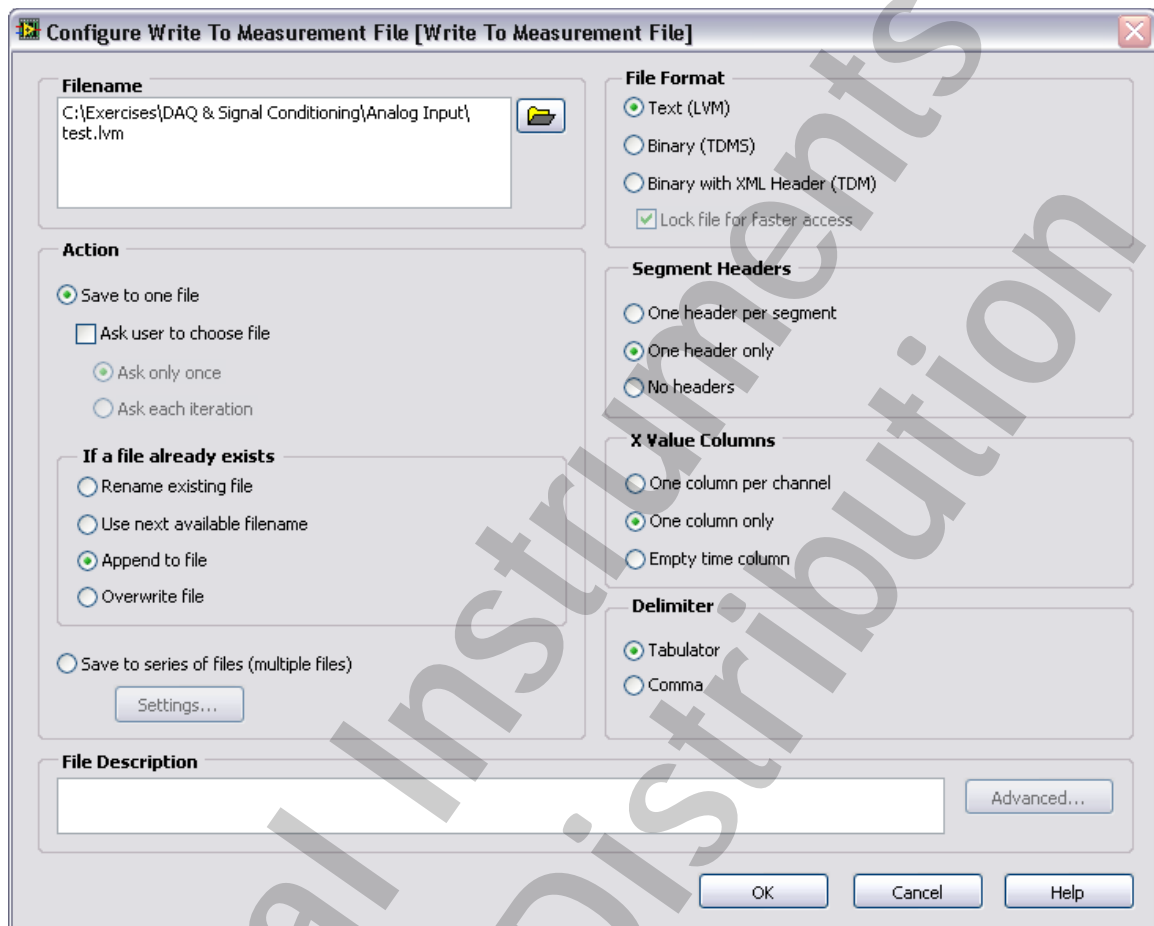 Configure Write To Measurement File [Write To Measurement File]
Filename
C:\Exercises\DAQ & Signal Conditioning\Analog Input\
test.lvm
Action
Save to one file
Ask user to choose file
Ask only once
Ask each iteration
If a file already exists
Rename existing file
Use next available filename
Append to file
Overwrite file
Save to series of files (multiple files)
Settings...
File Format
Text (LVM)
Binary (TDMS)
Binary with XML Header (TDM)
Lock file for faster access
Segment Headers
One header per segment
One header only
No headers
X Value Columns
One column per channel
One column only
Empty time column
Delimiter
Tabulator
Comma
File Description
Advanced...
OK
Cancel
Help
al Instruments
Distribution